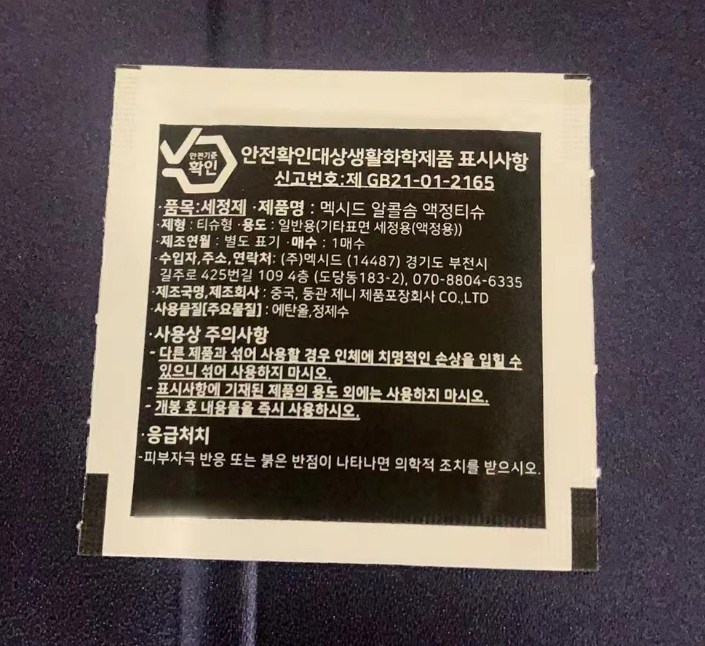 안전기준
확인
안전확인대상생활화학제품 표시사항
신고번호:제 GB21-01-2165
·품목:세정제 ·제품명 : 멕시드 알콜솜 액정티슈
·제형 : 티슈형 ·용도 : 일반용(기타표면 세정용(액정용))
·제조연월 : 별도 표기 ·매수 : 1매수
·수입자,주소,연락처: (주)멕시드 (14487) 경기도 부천시
길주로 425번길 109 4층 (도당동183-2), 070-8804-6335
·제조국명,제조회사 : 중국, 둥관 제니 제품포장회사 CO.,LTD
·사용물질[주요물질] : 에탄올,정제수
·사용상 주의사항
- 다른 제품과 섞어 사용할 경우 인체에 치명적인 손상을 입힐 수
있으니 섞어 사용하지 마시오.
- 표시사항에 기재된 제품의 용도 외에는 사용하지 마시오.
- 개봉 후 내용물을 즉시 사용하시오.
·응급처치
-피부자극 반응 또는 붉은 반점이 나타나면 의학적 조치를 받으시오.